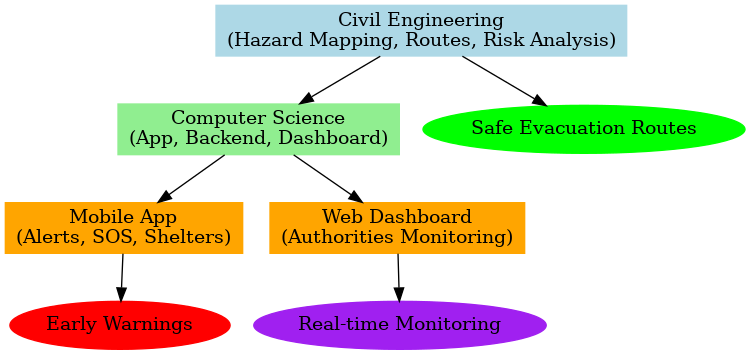 Civil Engineering
(Hazard Mapping, Routes, Risk Analysis)
Computer Science
(App, Backend, Dashboard)
Safe Evacuation Routes
Mobile App
(Alerts, SOS, Shelters)
Web Dashboard
(Authorities Monitoring)
Early Warnings
Real-time Monitoring